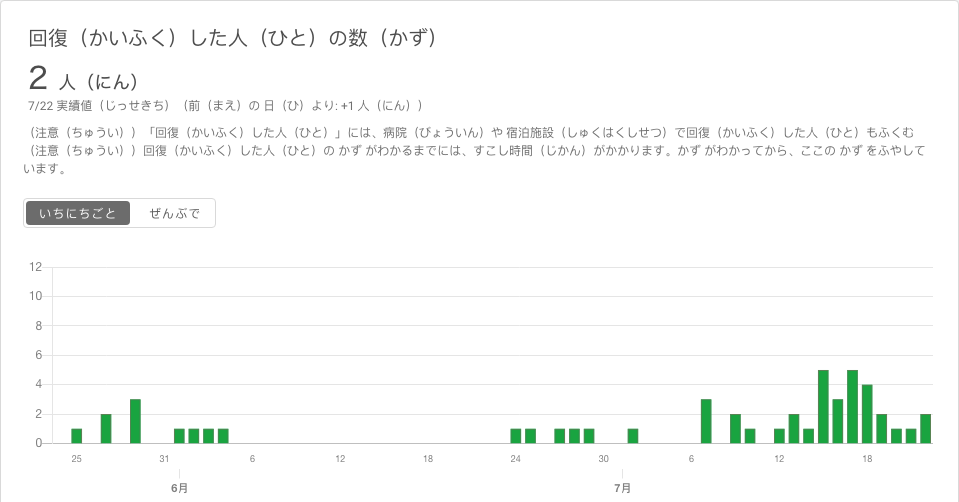 回復（かいふく）した人（ひと）の数（かず）
2 人（にん）
7/22 実績値（じっせきち）（前（まえ）の 日（ひ）より: +1 人（にん））
（注意（ちゅうい））「回復（かいふく）した人（ひと）」には、病院（びょういん）や 宿泊施設（しゅくはくしせつ）で回復（かいふく）した人（ひと）もふくむ
（注意（ちゅうい））回復（かいふく）した人（ひと）の かず がわかるまでには、すこし時間（じかん）がかかります。かず がわかってから、ここの かず をふやして
います。
いちにちごと ぜんぶで
12
10
8
6
4
2
0
25 31 6 12 18 24 30 6 12 18
6月 7月